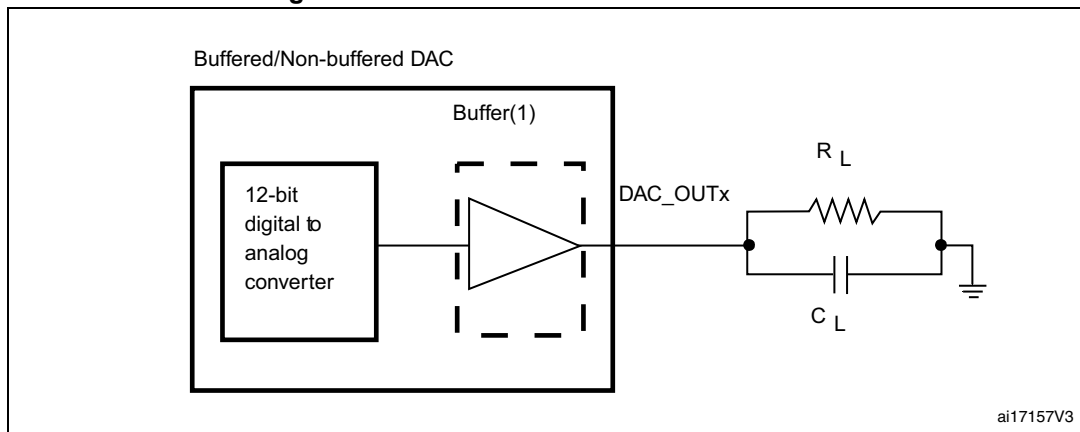 Buffered/Non-buffered DAC
Buffer(1)
12-bit
digital to
analog
converter
DAC_OUTx
R L
C L
ai17157V3